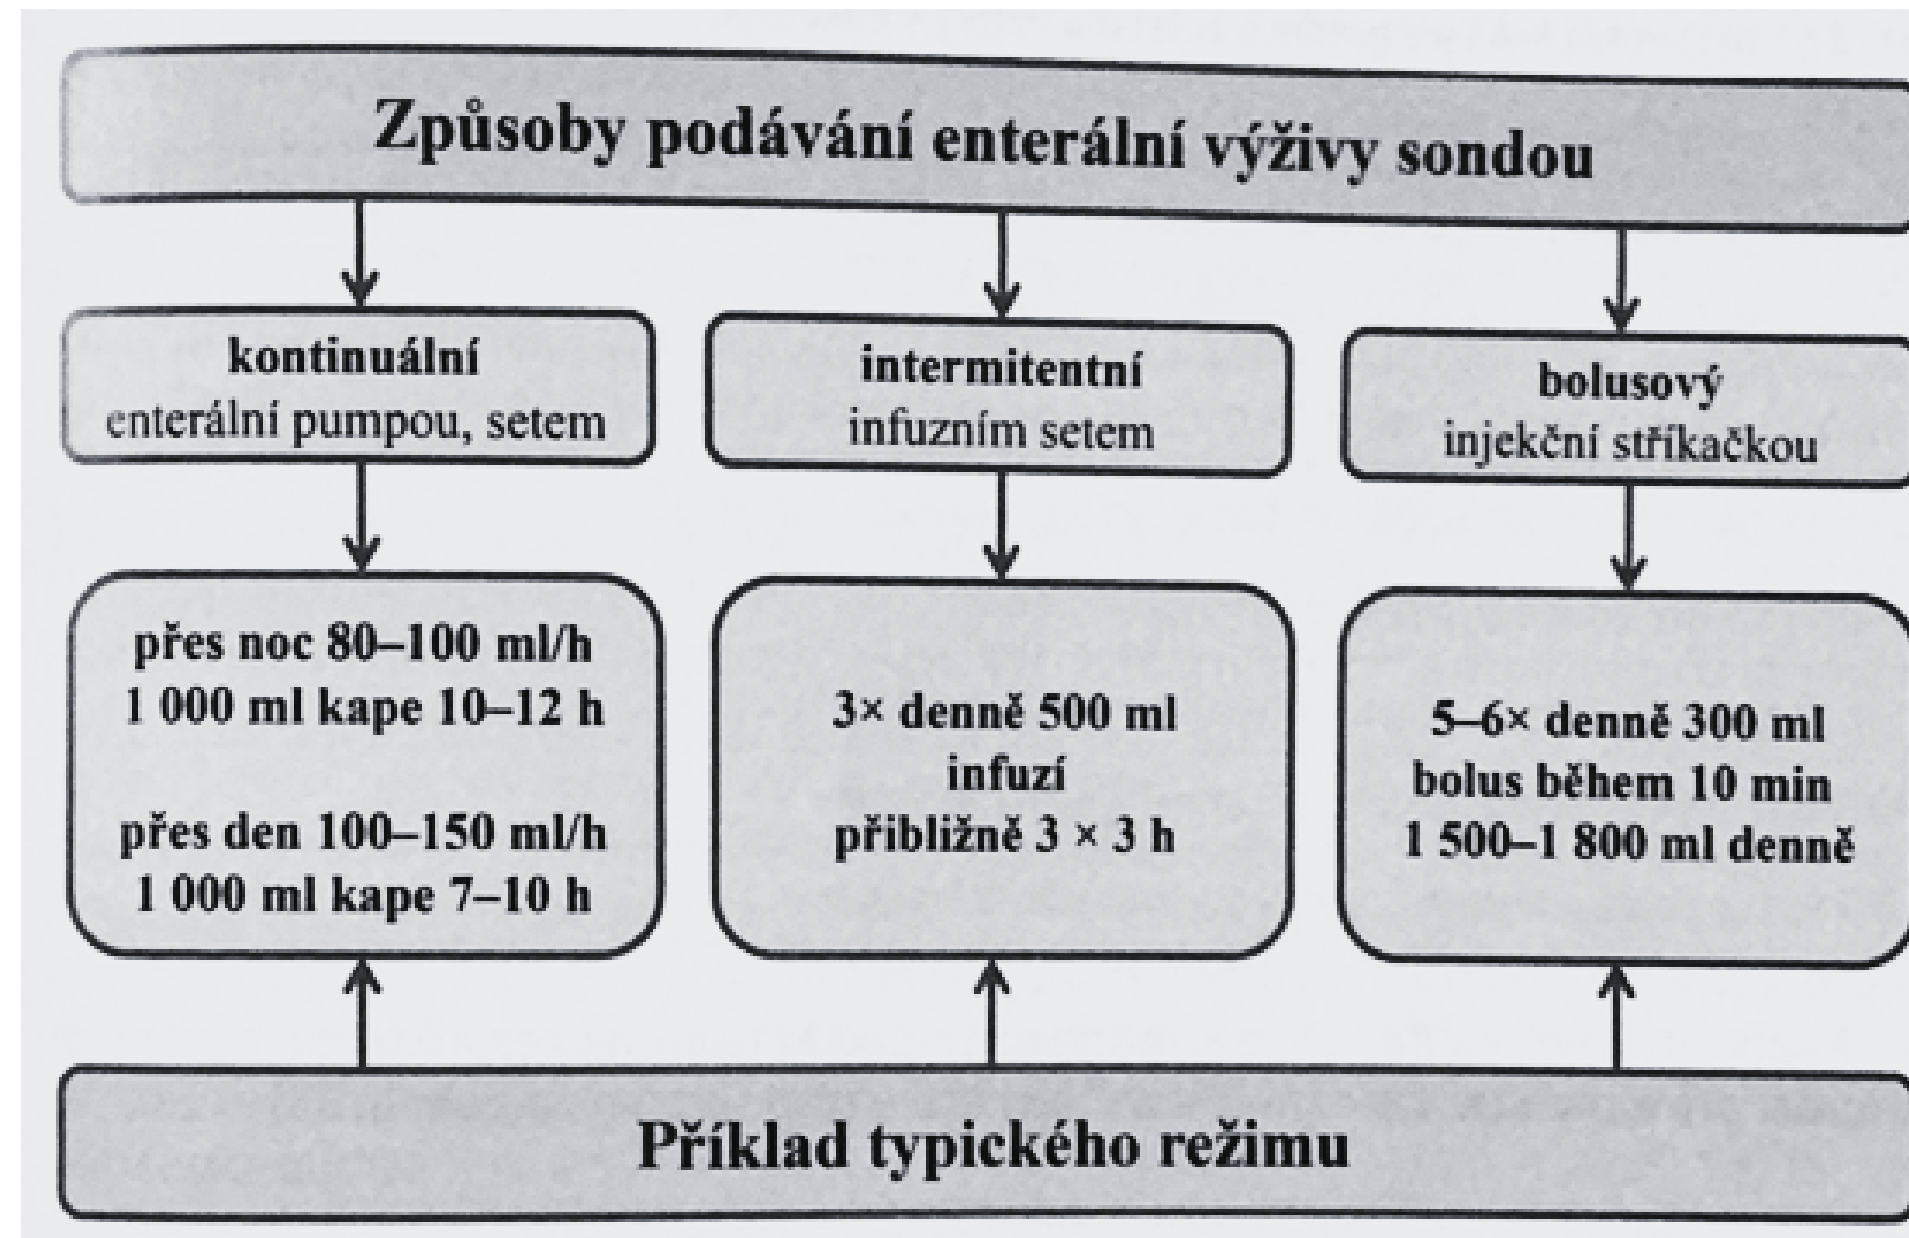 Způsoby podávání enterální výživy sondou
kontinuální
enterální pumpou, setem
intermitentní
infuzním setem
bolusový
injekční stříkačkou
přes noc 80–100 ml/h
1 000 ml kape 10–12 h
přes den 100–150 ml/h
1 000 ml kape 7–10 h
3× denně 500 ml
infuzí
přibližně 3 × 3 h
5–6× denně 300 ml
bolus během 10 min
1 500–1 800 ml denně
Příklad typického režimu